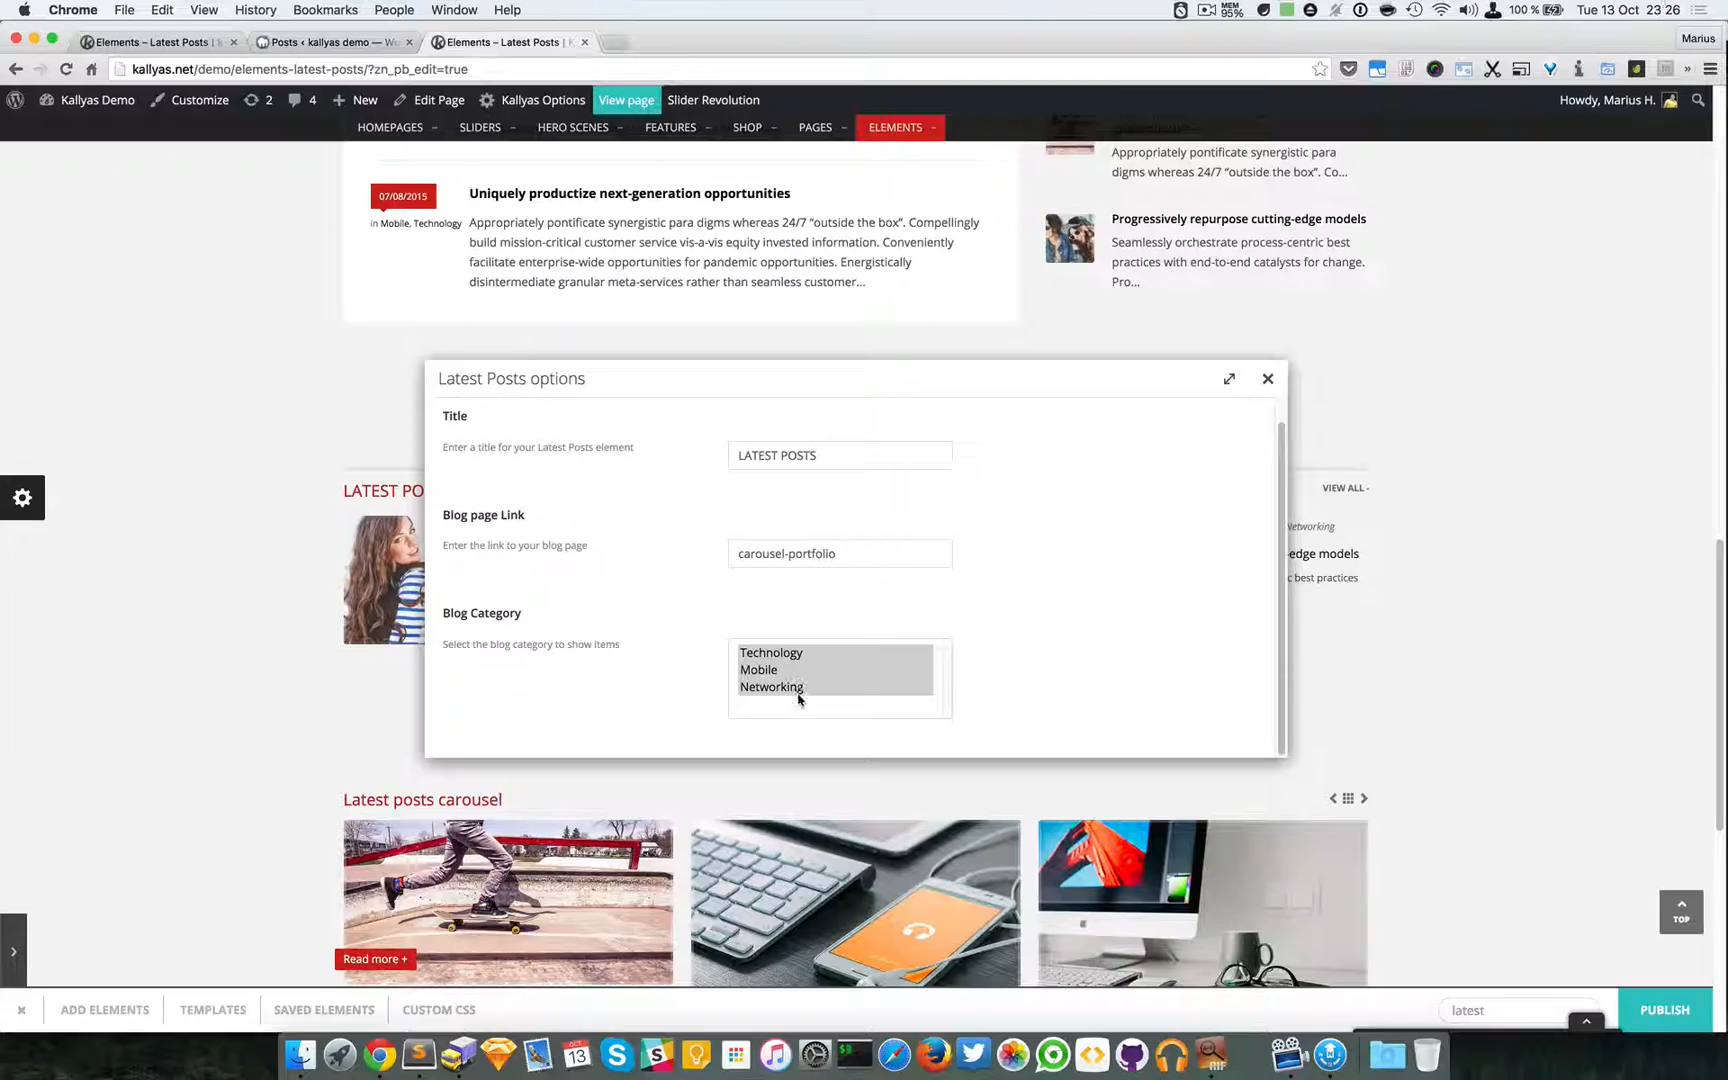 Chrome File Edit View History Bookmarks People Window Help
MEM 95% 100% Tue 13 Oct 23:26
Elements – Latest Posts |
Posts ‹ kallyas demo — Wo
Elements – Latest Posts | K
Marius
kallyas.net/demo/elements-latest-posts/?zn_pb_edit=true
Kallyas Demo Customize 2 4 New Edit Page Kallyas Options View page Slider Revolution Howdy, Marius H.
HOMEPAGES SLIDERS HERO SCENES FEATURES SHOP PAGES ELEMENTS
Appropriately pontificate synergistic para
digms whereas 24/7 “outside the box”. Co...
07/08/2015
in Mobile, Technology
Uniquely productize next-generation opportunities
Appropriately pontificate synergistic para digms whereas 24/7 “outside the box”. Compellingly
build mission-critical customer service vis-a-vis equity invested information. Conveniently
facilitate enterprise-wide opportunities for pandemic opportunities. Energistically
disintermediate granular meta-services rather than seamless customer...
Progressively repurpose cutting-edge models
Seamlessly orchestrate process-centric best
practices with end-to-end catalysts for change.
Pro...
Latest Posts options
Title
Enter a title for your Latest Posts element
LATEST POSTS
Blog page Link
Enter the link to your blog page
carousel-portfolio
Blog Category
Select the blog category to show items
Technology
Mobile
Networking
LATEST PO
VIEW ALL -
Networking
-edge models
c best practices
Latest posts carousel
Read more +
TOP
ADD ELEMENTS TEMPLATES SAVED ELEMENTS CUSTOM CSS latest PUBLISH
OCT
13